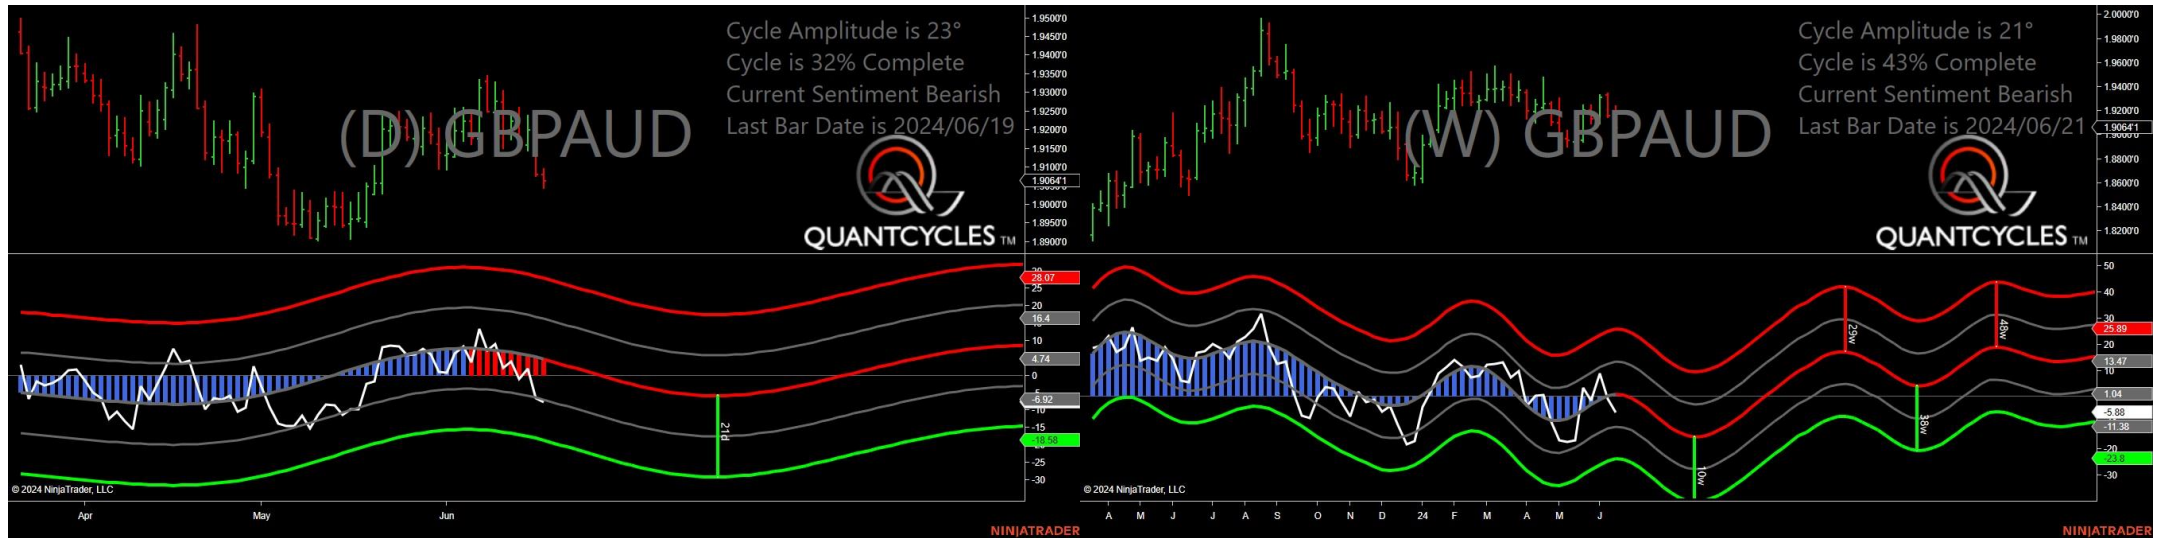 Cycle Amplitude is 23°
Cycle is 32% Complete
Current Sentiment Bearish
Last Bar Date is 2024/06/19
(D) GBPAUD
QUANTCYCLES TM
1.9500'0
1.9450'0
1.9400'0
1.9350'0
1.9300'0
1.9250'0
1.9200'0
1.9150'0
1.9100'0
1.9064'1
1.9000'0
1.8950'0
1.8900'0
28.07
25
20
16.4
10
4.74
0
-6.92
-10
-15
-18.58
-25
-30
21d
© 2024 NinjaTrader, LLC
Apr
May
Jun
NINJATRADER
Cycle Amplitude is 21°
Cycle is 43% Complete
Current Sentiment Bearish
Last Bar Date is 2024/06/21
(W) GBPAUD
QUANTCYCLES TM
2.0000'0
1.9800'0
1.9600'0
1.9400'0
1.9200'0
1.9064'1
1.9000'0
1.8800'0
1.8600'0
1.8400'0
1.8200'0
50
40
30
25.89
20
13.47
10
1.04
-5.88
-11.38
-20
-23.8
-30
29w
48w
38w
10w
© 2024 NinjaTrader, LLC
A M J J A S O N D 24 F M A M J
NINJATRADER